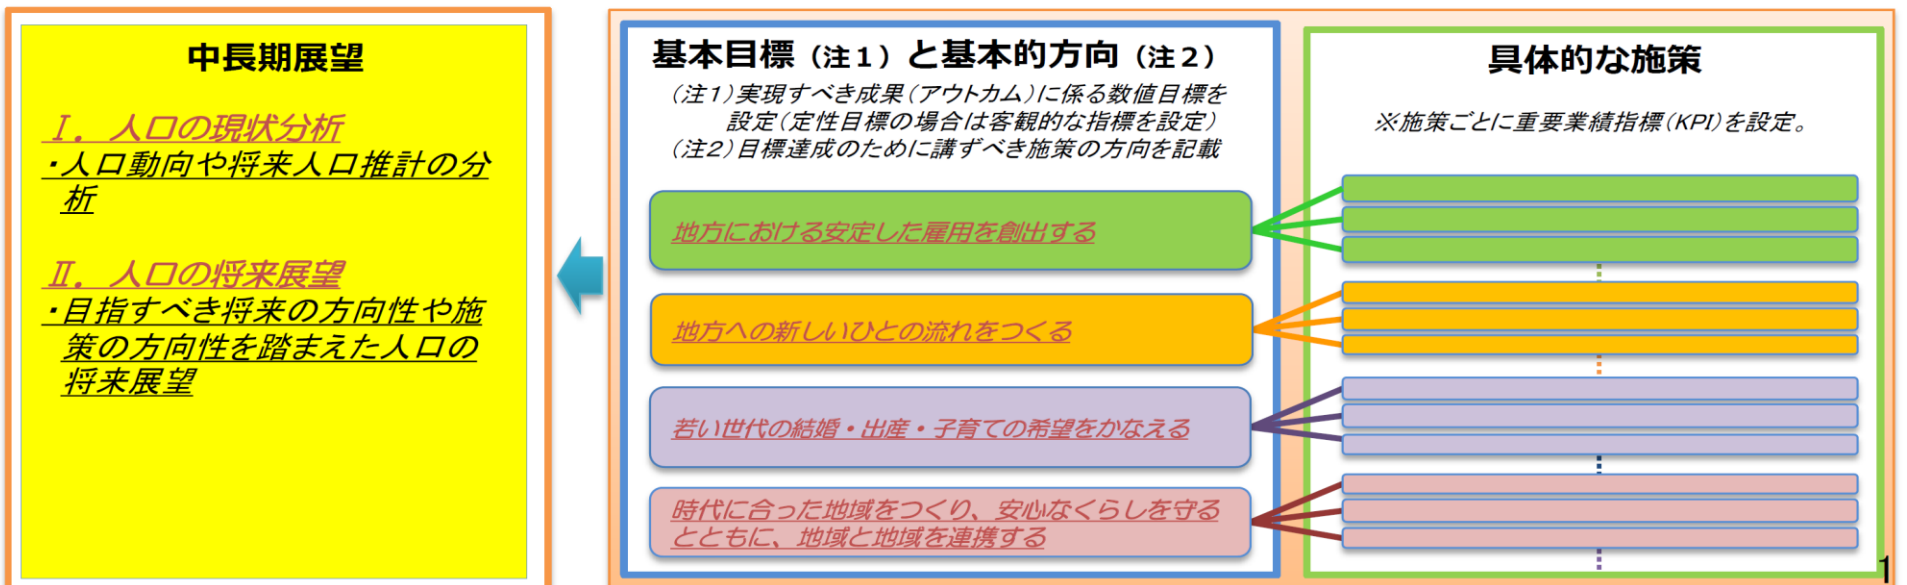 中長期展望
Ⅰ．人口の現状分析
・人口動向や将来人口推計の分
析
Ⅱ．人口の将来展望
・目指すべき将来の方向性や施
策の方向性を踏まえた人口の
将来展望
基本目標（注１）と基本的方向（注２）
（注1）実現すべき成果（アウトカム）に係る数値目標を
設定（定性目標の場合は客観的な指標を設定）
（注2）目標達成のために講ずべき施策の方向を記載
地方における安定した雇用を創出する
地方への新しいひとの流れをつくる
若い世代の結婚・出産・子育ての希望をかなえる
時代に合った地域をつくり、安心なくらしを守る
とともに、地域と地域を連携する
具体的な施策
※施策ごとに重要業績指標（KPI）を設定。
1